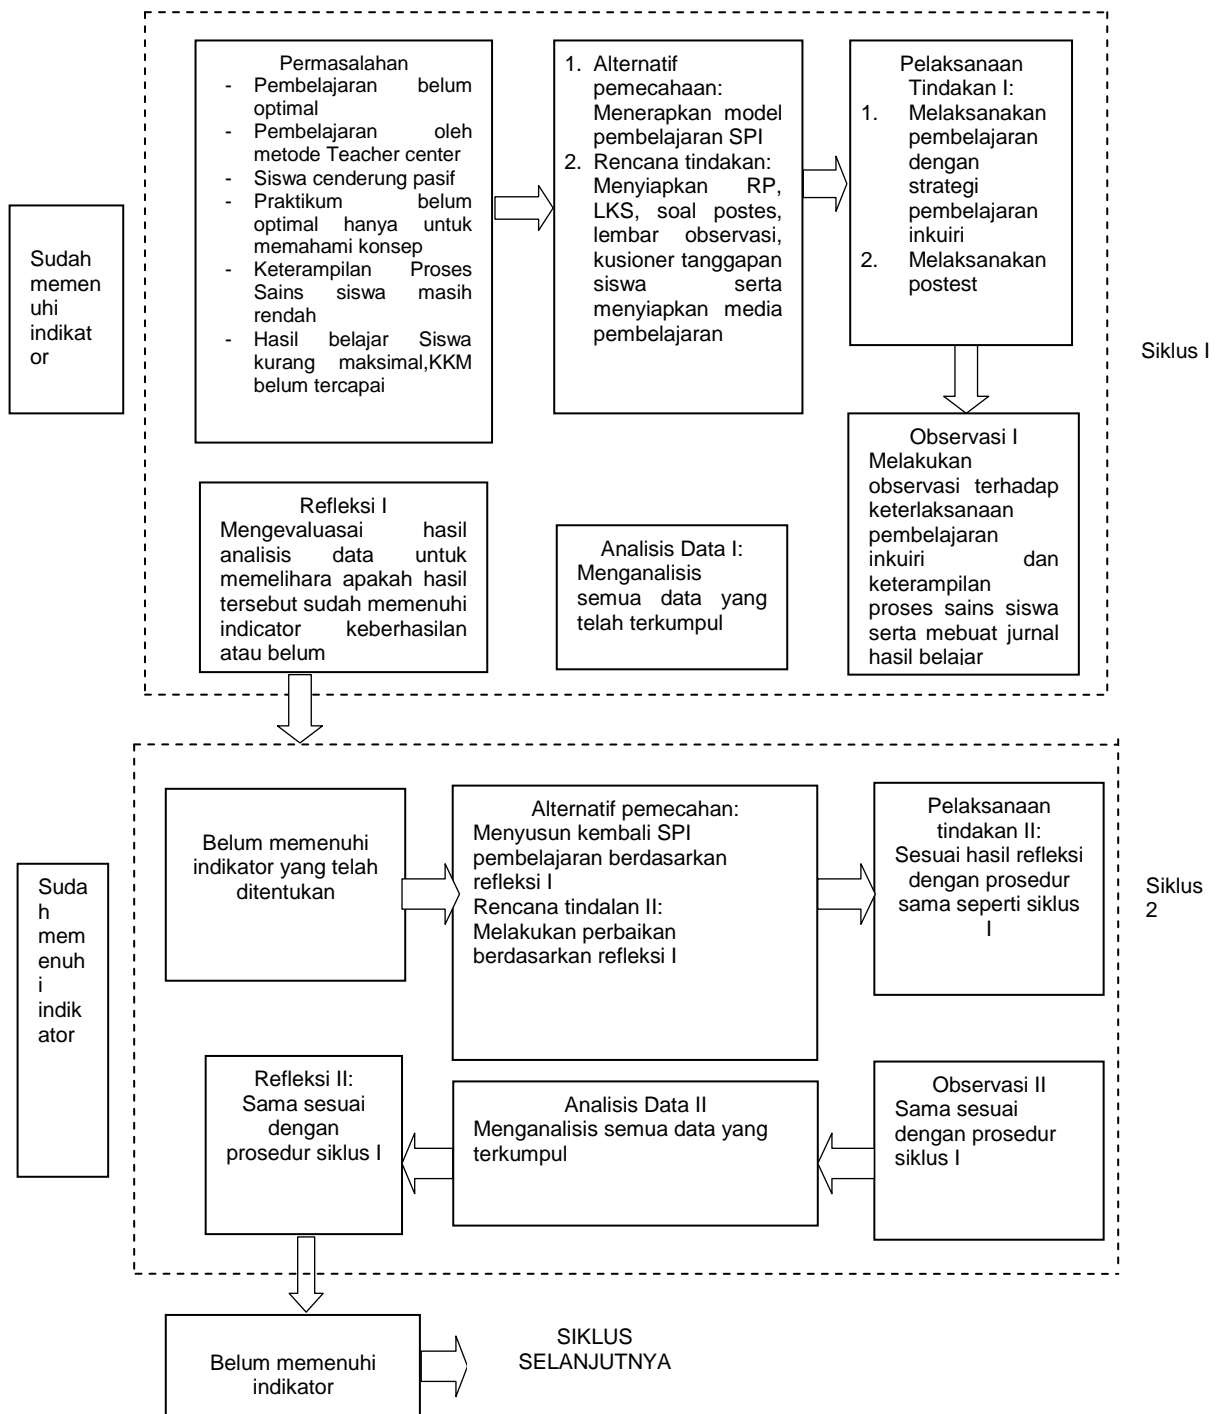 Sudah
memen
uhi
indikat
or
Permasalahan
- Pembelajaran belum
optimal
- Pembelajaran oleh
metode Teacher center
- Siswa cenderung pasif
- Praktikum belum
optimal hanya untuk
memahami konsep
- Keterampilan Proses
Sains siswa masih
rendah
- Hasil belajar Siswa
kurang maksimal,KKM
belum tercapai
1. Alternatif
pemecahaan:
Menerapkan model
pembelajaran SPI
2. Rencana tindakan:
Menyiapkan RP,
LKS, soal postes,
lembar observasi,
kusioner tanggapan
siswa serta
menyiapkan media
pembelajaran
Pelaksanaan
Tindakan I:
1. Melaksanakan
pembelajaran
dengan
strategi
pembelajaran
inkuiri
2. Melaksanakan
postest
Siklus I
Observasi I
Melakukan
observasi terhadap
keterlaksanaan
pembelajaran
inkuiri dan
keterampilan
proses sains siswa
serta mebuat jurnal
hasil belajar
Analisis Data I:
Menganalisis
semua data yang
telah terkumpul
Refleksi I
Mengevaluasai hasil
analisis data untuk
memelihara apakah hasil
tersebut sudah memenuhi
indicator keberhasilan
atau belum
Suda
h
mem
enuh
i
indik
ator
Belum memenuhi
indikator yang telah
ditentukan
Alternatif pemecahan:
Menyusun kembali SPI
pembelajaran berdasarkan
refleksi I
Rencana tindalan II:
Melakukan perbaikan
berdasarkan refleksi I
Pelaksanaan
tindakan II:
Sesuai hasil refleksi
dengan prosedur
sama seperti siklus
I
Siklus
2
Observasi II
Sama sesuai
dengan prosedur
siklus I
Analisis Data II
Menganalisis semua data yang
terkumpul
Refleksi II:
Sama sesuai
dengan
prosedur siklus I
Belum memenuhi
indikator
SIKLUS
SELANJUTNYA